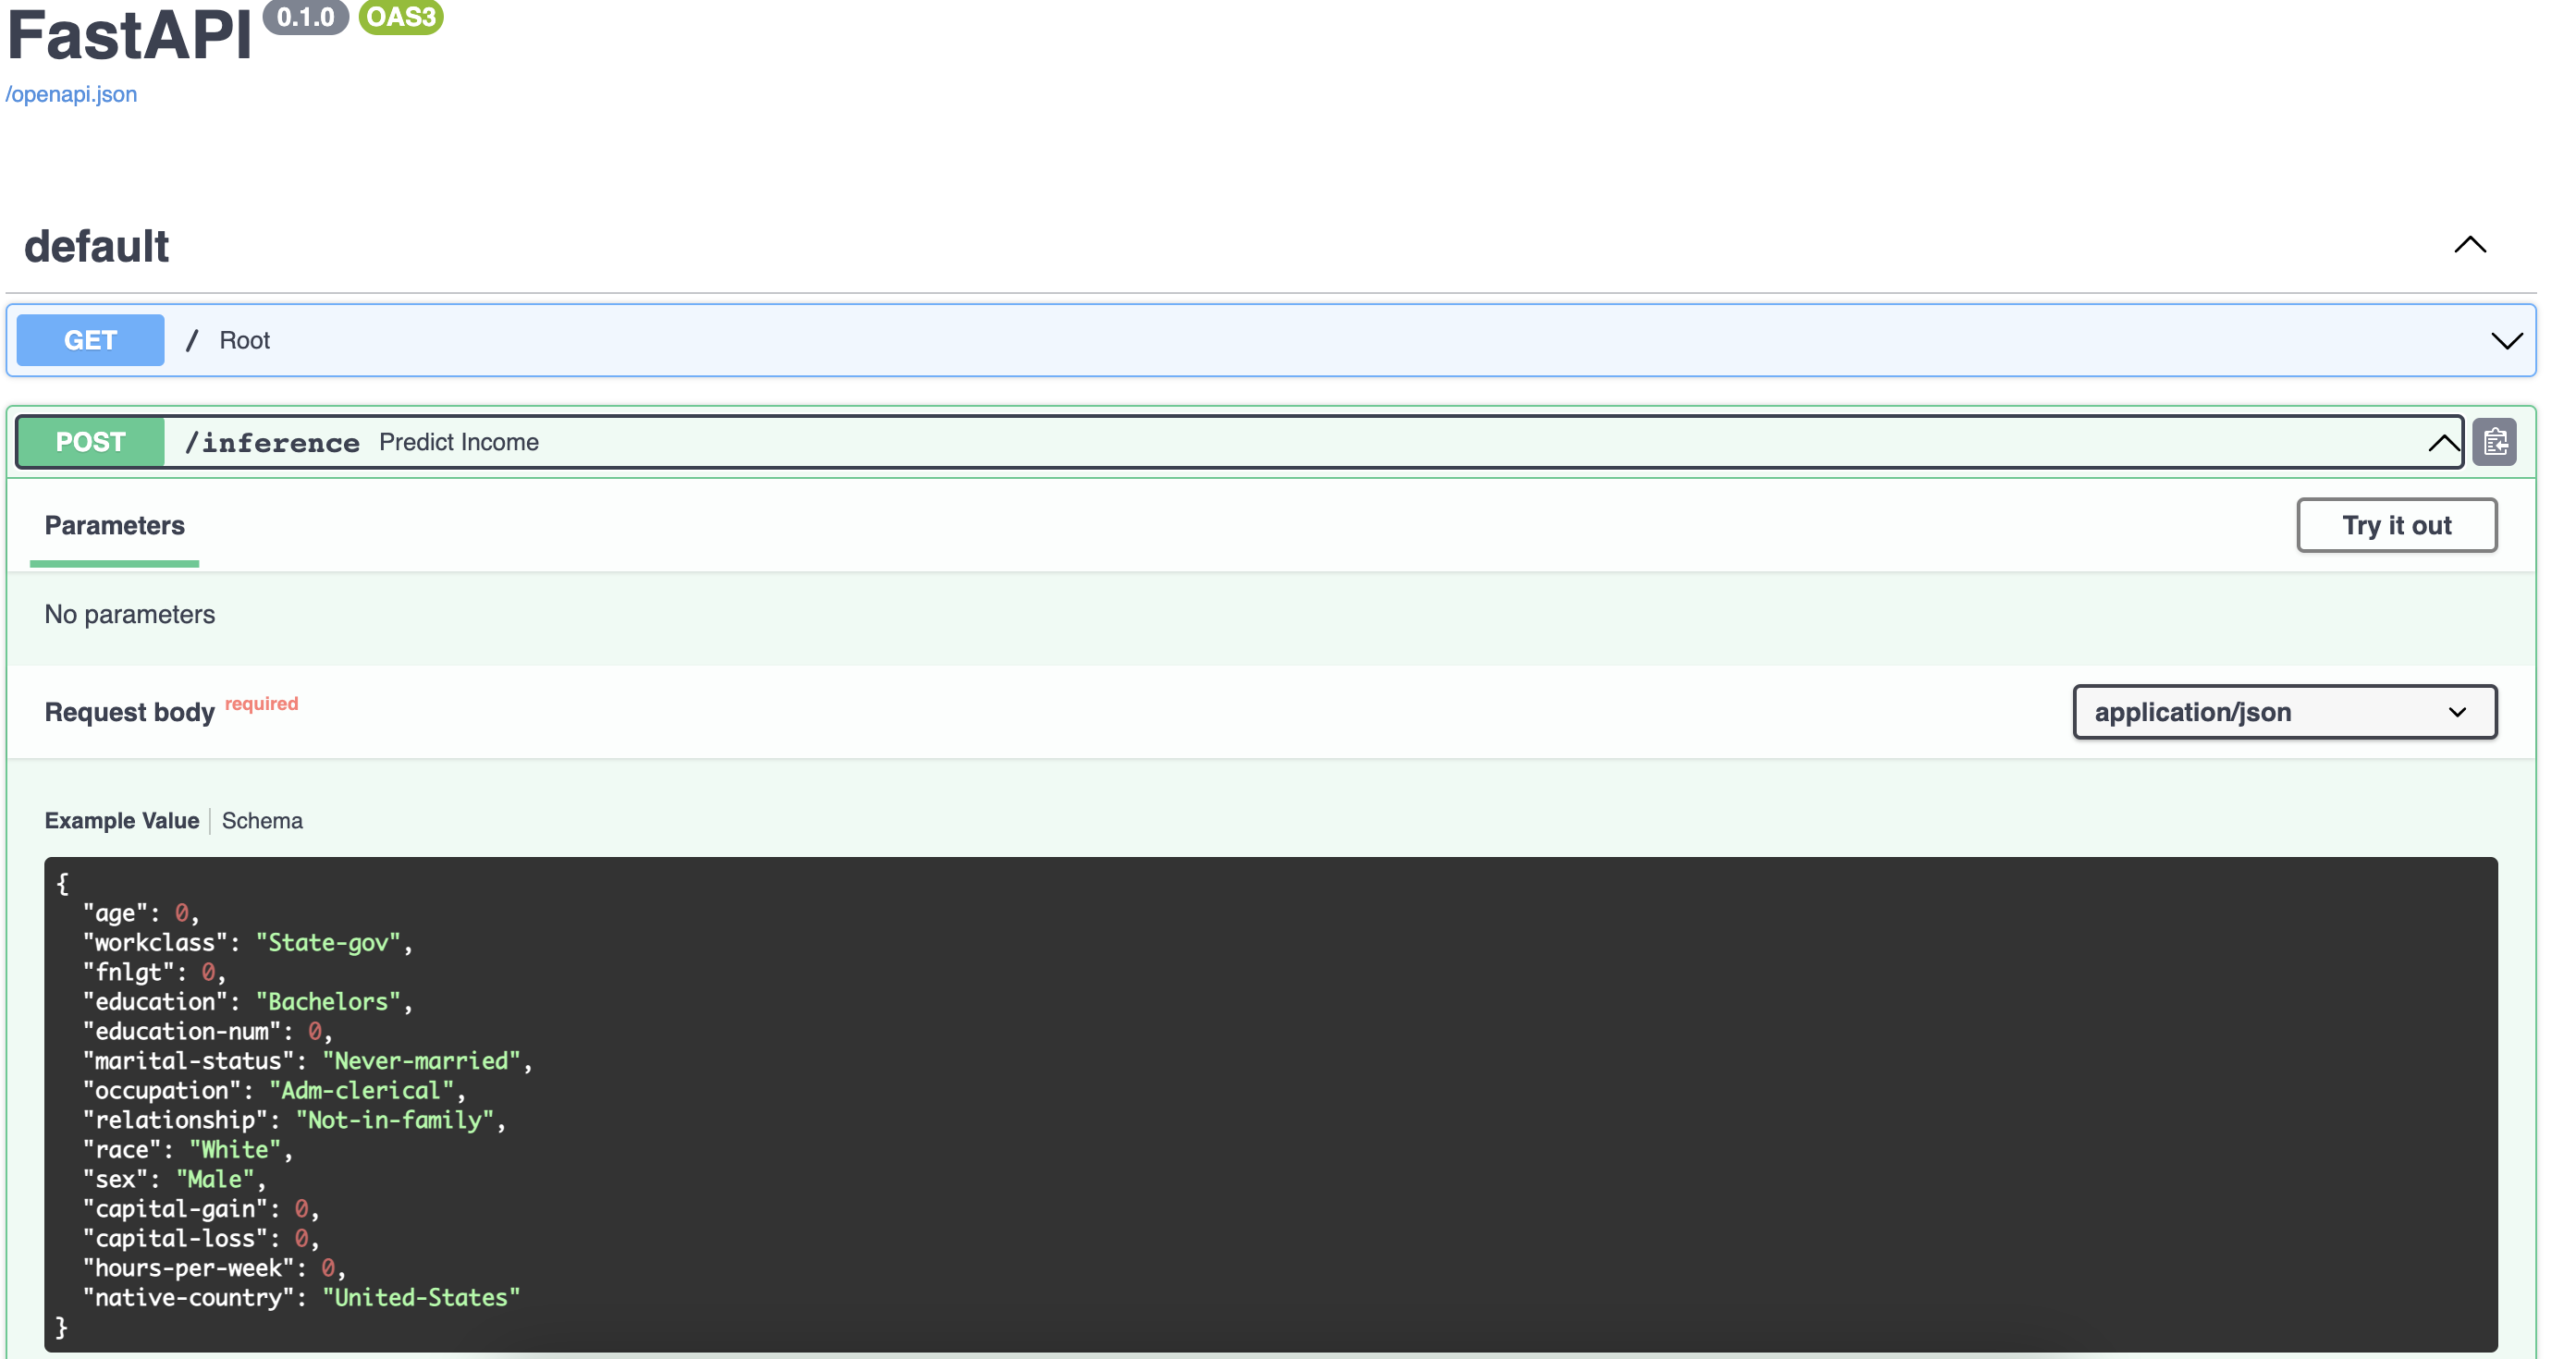 FastAPI 0.1.0 OAS3
/openapi.json
default
GET / Root
POST /inference Predict Income
Parameters Try it out
No parameters
Request body required application/json
Example Value Schema
{
"age": 0,
"workclass": "State-gov",
"fnlgt": 0,
"education": "Bachelors",
"education-num": 0,
"marital-status": "Never-married",
"occupation": "Adm-clerical",
"relationship": "Not-in-family",
"race": "White",
"sex": "Male",
"capital-gain": 0,
"capital-loss": 0,
"hours-per-week": 0,
"native-country": "United-States"
}